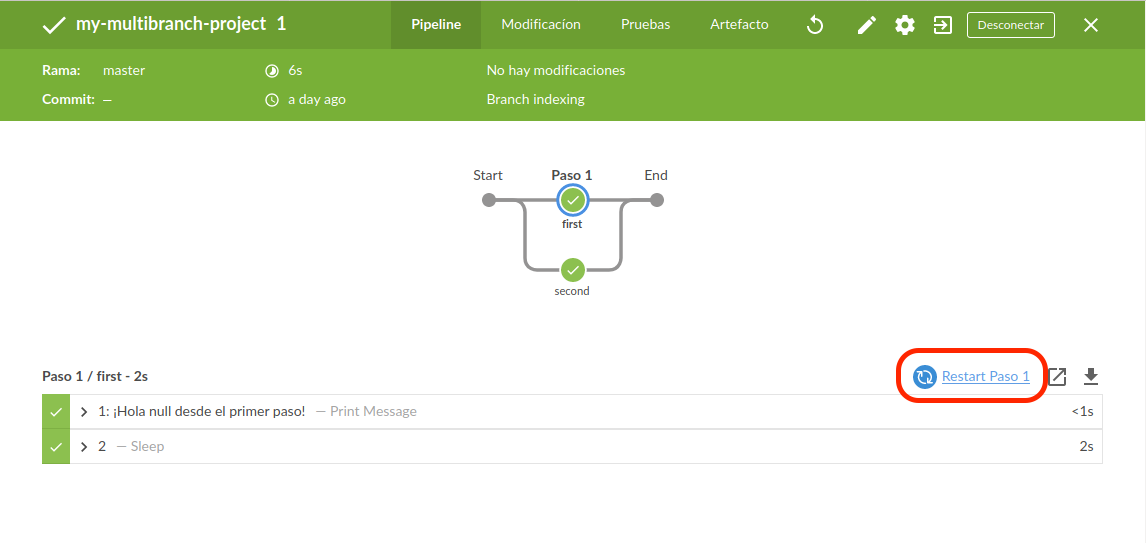 my-multibranch-project 1 Pipeline Modificacíon Pruebas Artefacto Desconectar
Rama: master 6s No hay modificaciones
Commit: — a day ago Branch indexing
Start Paso 1 End
first
second
Paso 1 / first - 2s Restart Paso 1
1: ¡Hola null desde el primer paso! — Print Message <1s
2 — Sleep 2s